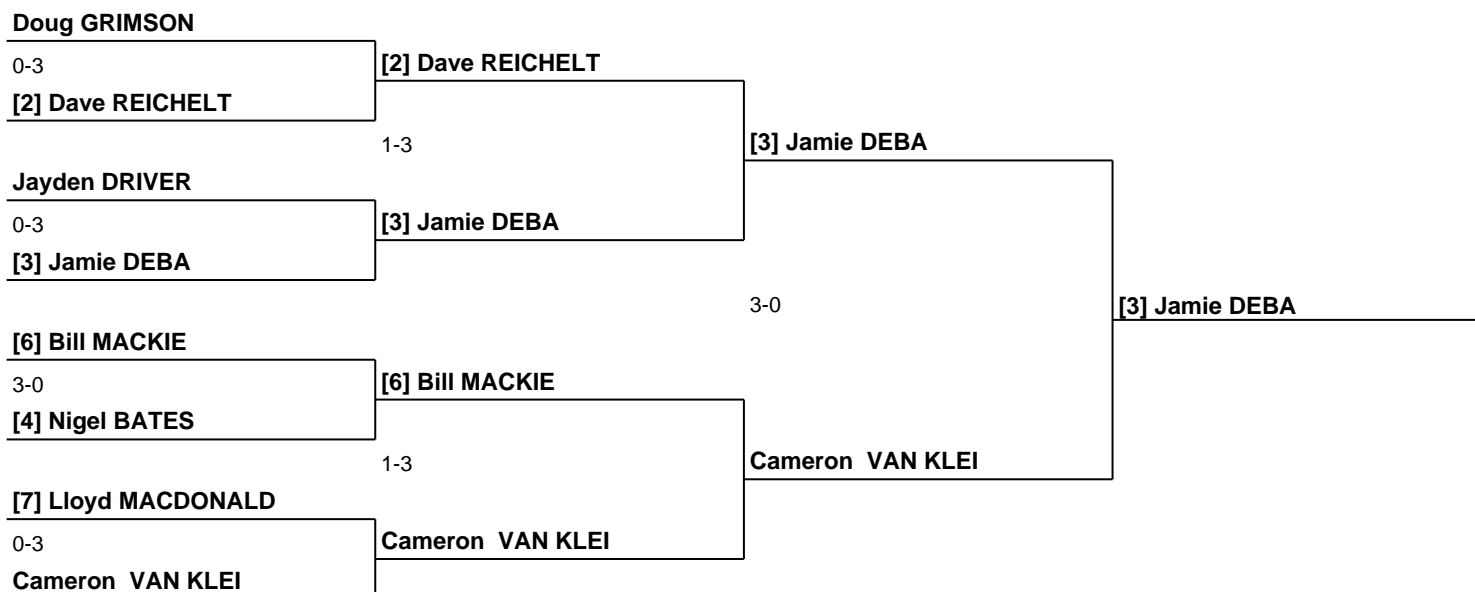 Doug GRIMSON
0-3
[2] Dave REICHELT
[2] Dave REICHELT
1-3
[3] Jamie DEBA
Jayden DRIVER
0-3
[3] Jamie DEBA
[3] Jamie DEBA
3-0
[3] Jamie DEBA
[6] Bill MACKIE
3-0
[6] Bill MACKIE
[4] Nigel BATES
1-3
Cameron  VAN KLEI
[7] Lloyd MACDONALD
0-3
Cameron  VAN KLEI
Cameron  VAN KLEI